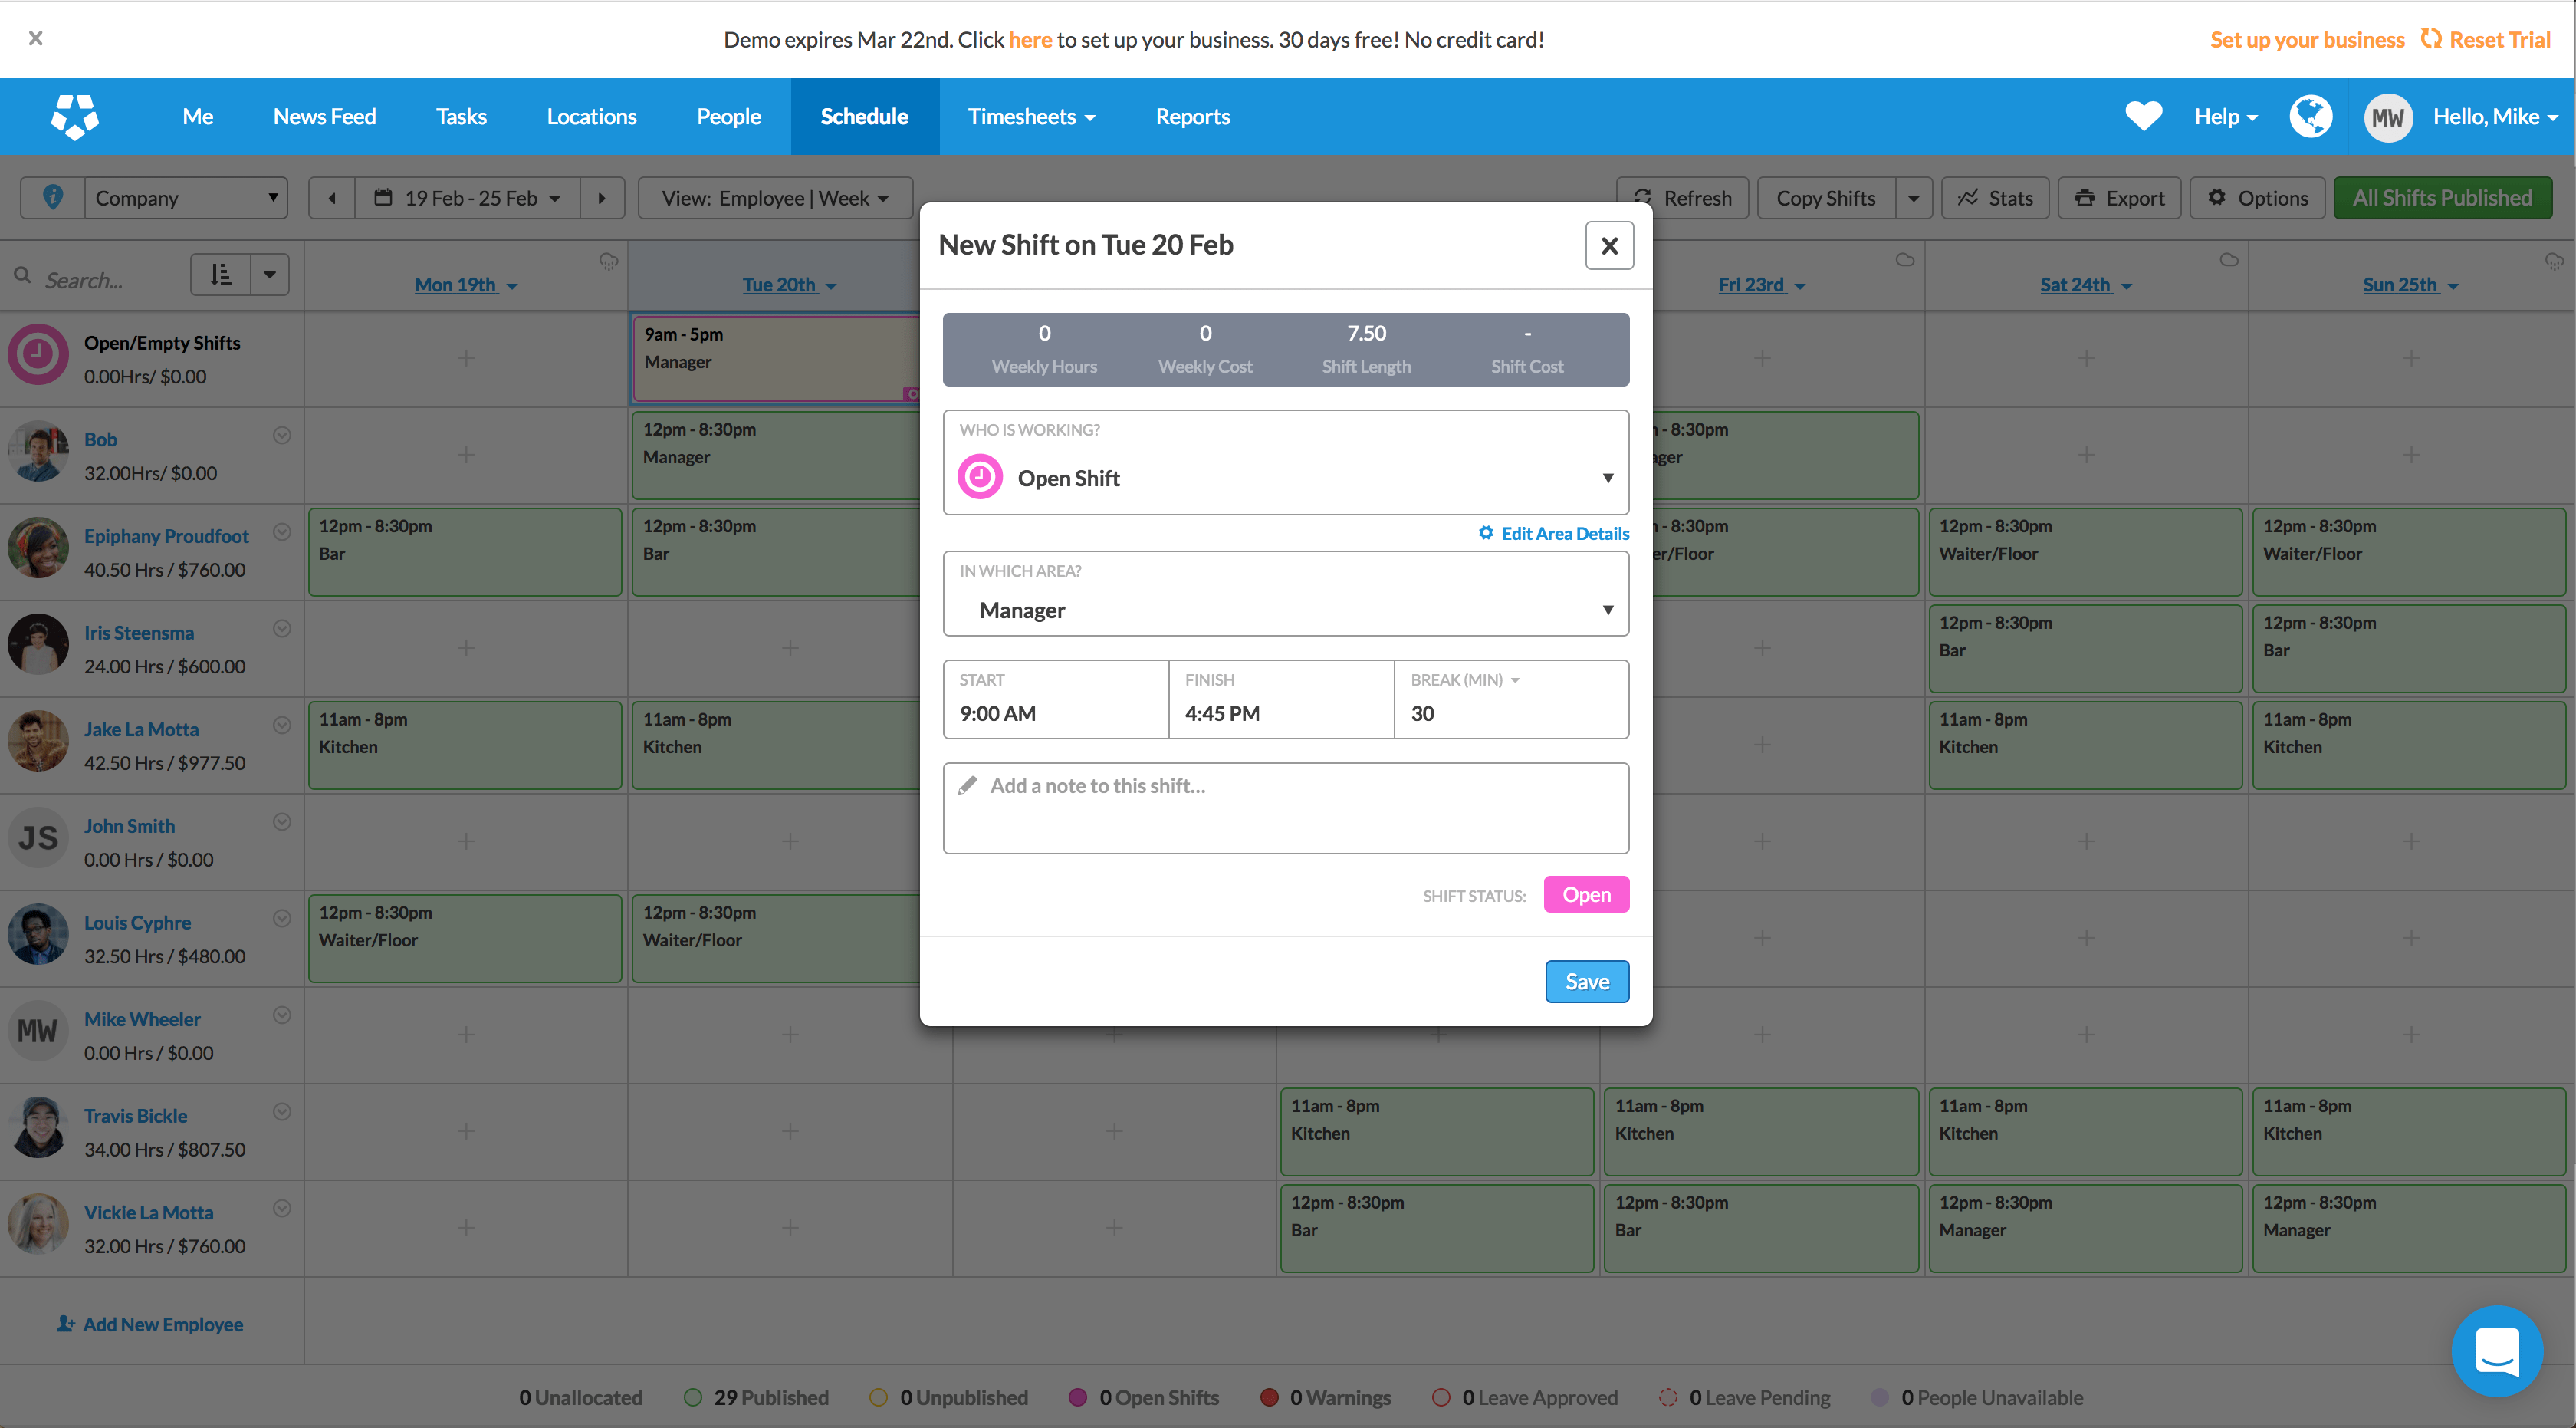 Demo expires Mar 22nd. Click here to set up your business. 30 days free! No credit card!
Set up your business Reset Trial
Me News Feed Tasks Locations People Schedule Timesheets Reports Help MW Hello, Mike
Company 19 Feb - 25 Feb View: Employee | Week Refresh Copy Shifts Stats Export Options All Shifts Published
Search... Mon 19th Tue 20th Fri 23rd Sat 24th Sun 25th
Open/Empty Shifts
0.00Hrs/ $0.00
9am - 5pm
Manager
Bob
32.00Hrs/ $0.00
12pm - 8:30pm
Manager
- 8:30pm
Epiphany Proudfoot
40.50 Hrs / $760.00
12pm - 8:30pm
Bar
12pm - 8:30pm
Bar
- 8:30pm
/Floor
12pm - 8:30pm
Waiter/Floor
12pm - 8:30pm
Waiter/Floor
Iris Steensma
24.00 Hrs / $600.00
12pm - 8:30pm
Bar
12pm - 8:30pm
Bar
Jake La Motta
42.50 Hrs / $977.50
11am - 8pm
Kitchen
11am - 8pm
Kitchen
11am - 8pm
Kitchen
11am - 8pm
Kitchen
JS
John Smith
0.00 Hrs / $0.00
Louis Cyphre
32.50 Hrs / $480.00
12pm - 8:30pm
Waiter/Floor
12pm - 8:30pm
Waiter/Floor
MW
Mike Wheeler
0.00 Hrs / $0.00
Travis Bickle
34.00 Hrs / $807.50
11am - 8pm
Kitchen
11am - 8pm
Kitchen
11am - 8pm
Kitchen
11am - 8pm
Kitchen
Vickie La Motta
32.00 Hrs / $760.00
12pm - 8:30pm
Bar
12pm - 8:30pm
Bar
12pm - 8:30pm
Manager
12pm - 8:30pm
Manager
Add New Employee
New Shift on Tue 20 Feb
0 0 7.50 -
Weekly Hours Weekly Cost Shift Length Shift Cost
WHO IS WORKING?
Open Shift
Edit Area Details
IN WHICH AREA?
Manager
START FINISH BREAK (MIN)
9:00 AM 4:45 PM 30
Add a note to this shift...
SHIFT STATUS: Open
Save
0 Unallocated 29 Published 0 Unpublished 0 Open Shifts 0 Warnings 0 Leave Approved 0 Leave Pending 0 People Unavailable